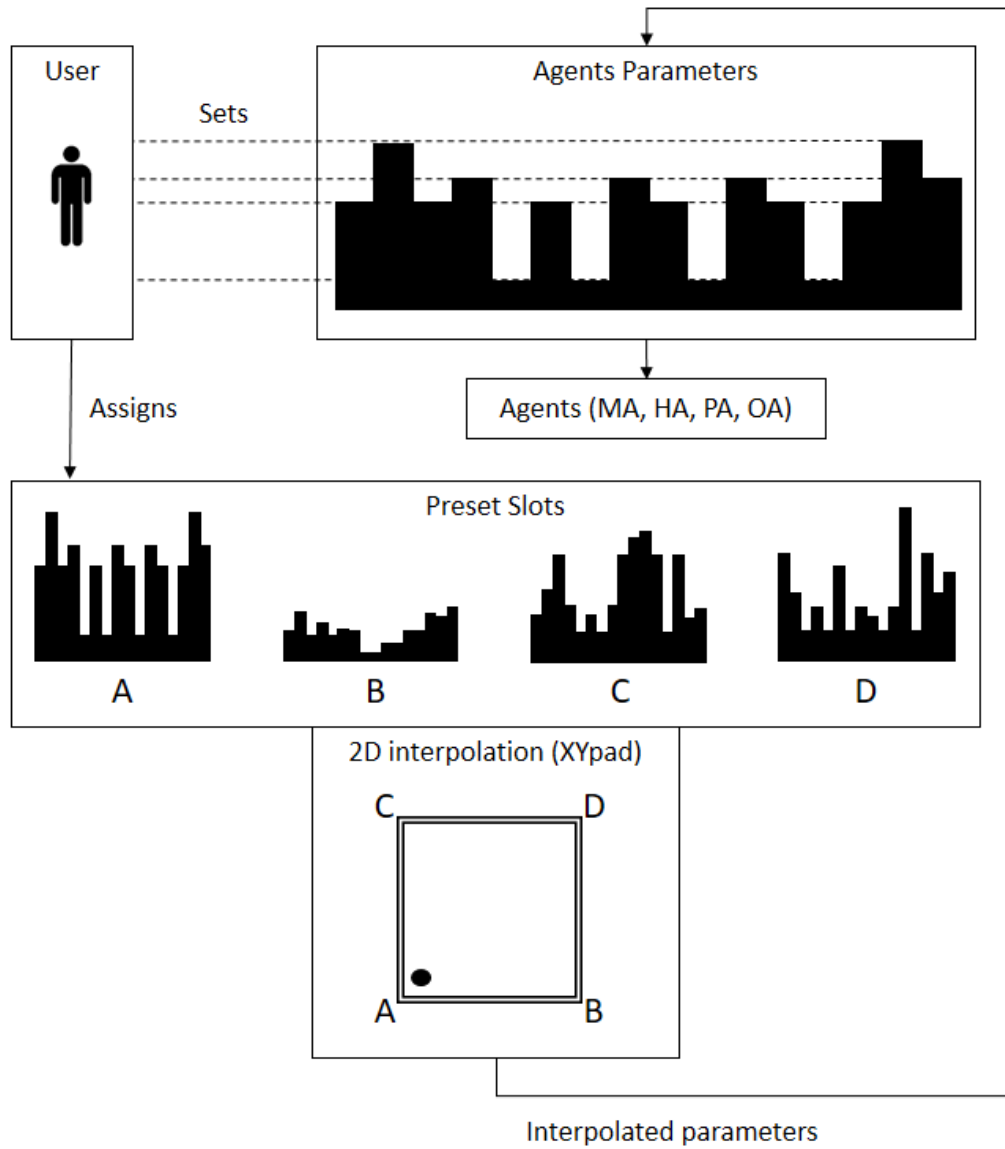 User
Agents Parameters
Sets
Agents (MA, HA, PA, OA)
Assigns
Preset Slots
A
B
C
D
2D interpolation (XYpad)
C
D
A
B
Interpolated parameters